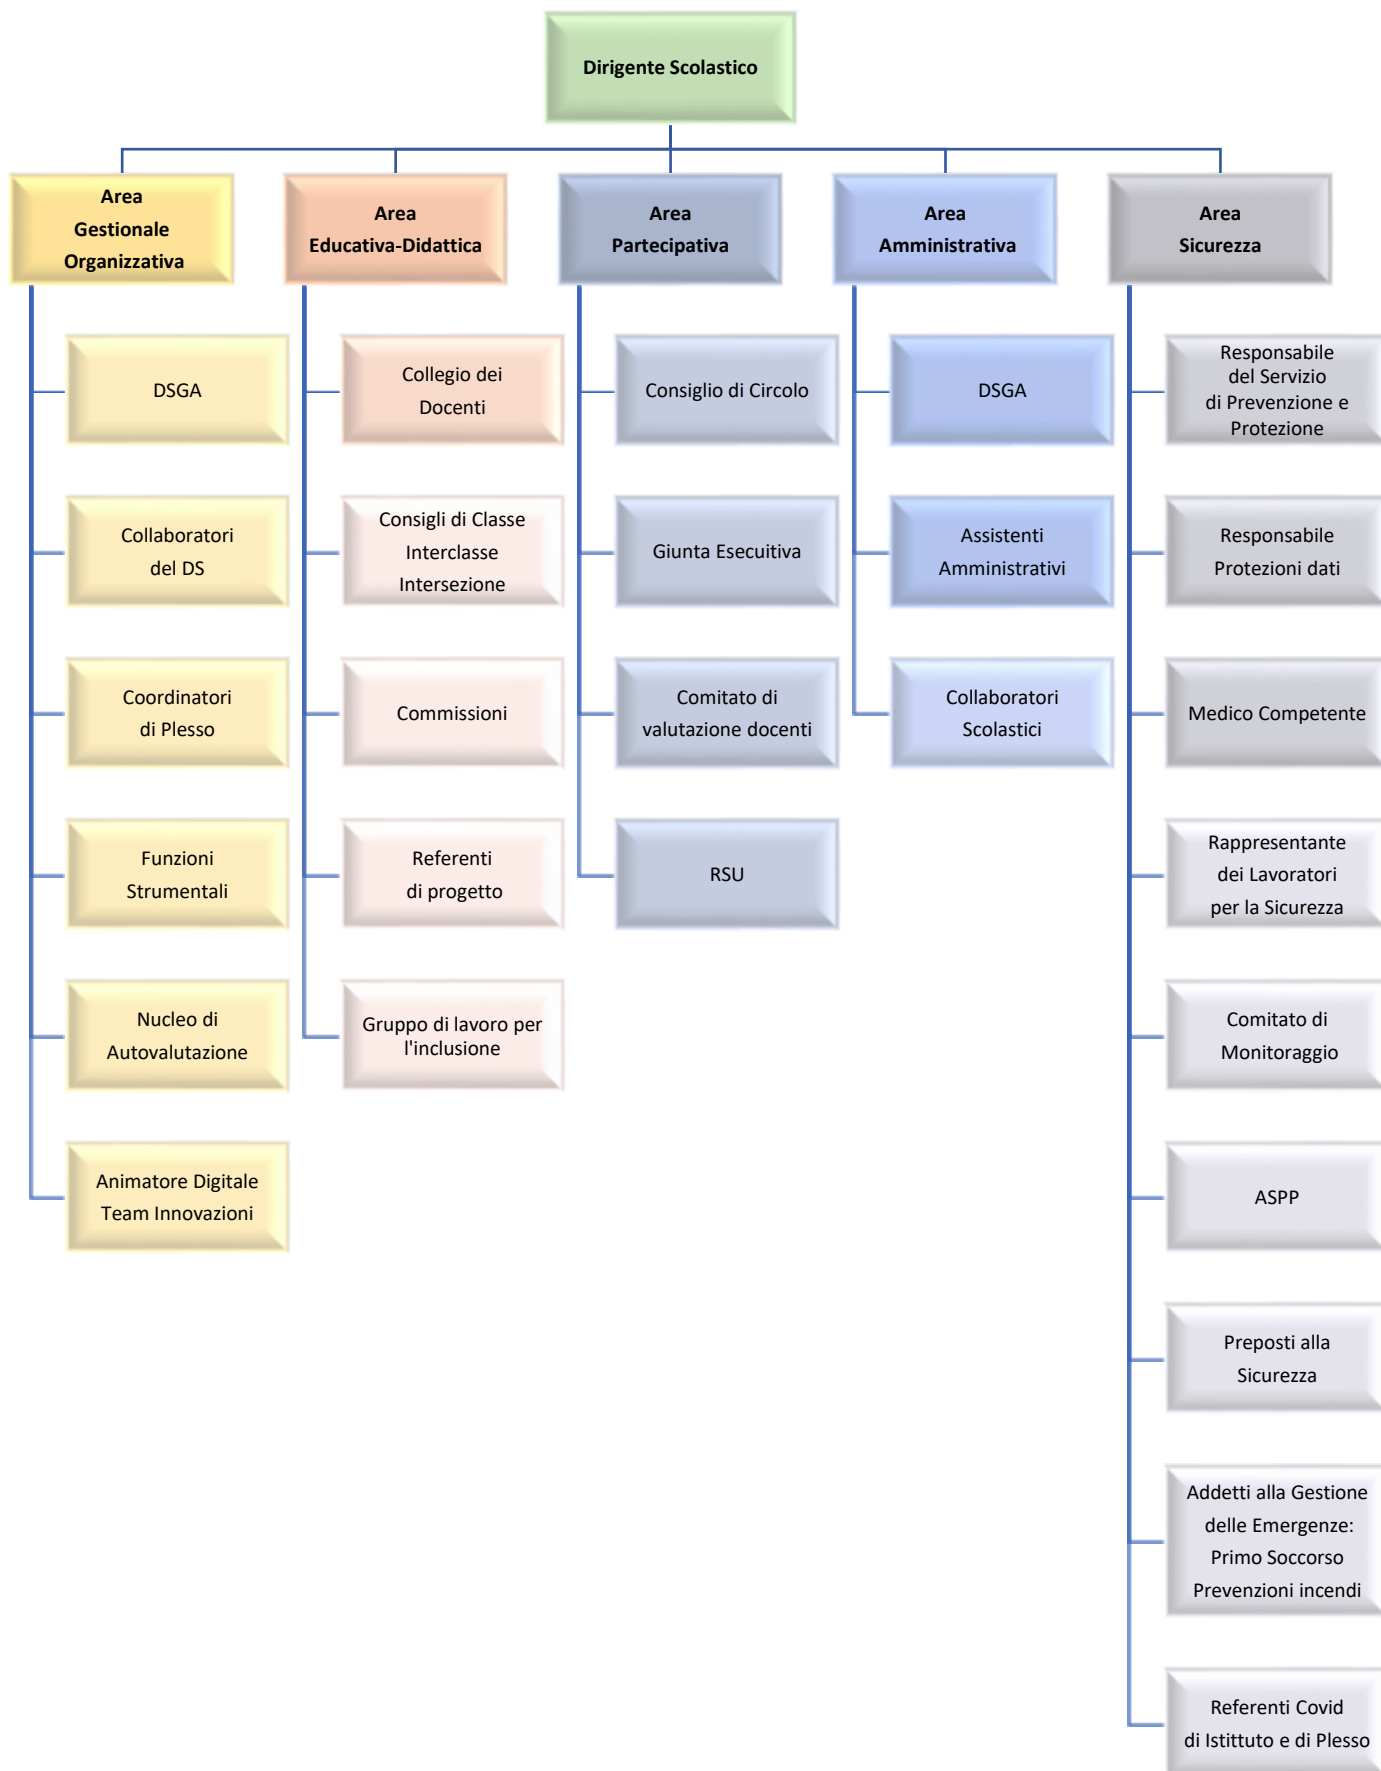 Dirigente Scolastico
Area
Gestionale
Organizzativa
Area
Educativa-Didattica
Area
Partecipativa
Area
Amministrativa
Area
Sicurezza
DSGA
Collaboratori
del DS
Coordinatori
di Plesso
Funzioni
Strumentali
Nucleo di
Autovalutazione
Animatore Digitale
Team Innovazioni
Collegio dei
Docenti
Consigli di Classe
Interclasse
Intersezione
Commissioni
Referenti
di progetto
Gruppo di lavoro per
l'inclusione
Consiglio di Circolo
Giunta Esecuitiva
Comitato di
valutazione docenti
RSU
DSGA
Assistenti
Amministrativi
Collaboratori
Scolastici
Responsabile
del Servizio
di Prevenzione e
Protezione
Responsabile
Protezioni dati
Medico Competente
Rappresentante
dei Lavoratori
per la Sicurezza
Comitato di
Monitoraggio
ASPP
Preposti alla
Sicurezza
Addetti alla Gestione
delle Emergenze:
Primo Soccorso
Prevenzioni incendi
Referenti Covid
di Istittuto e di Plesso